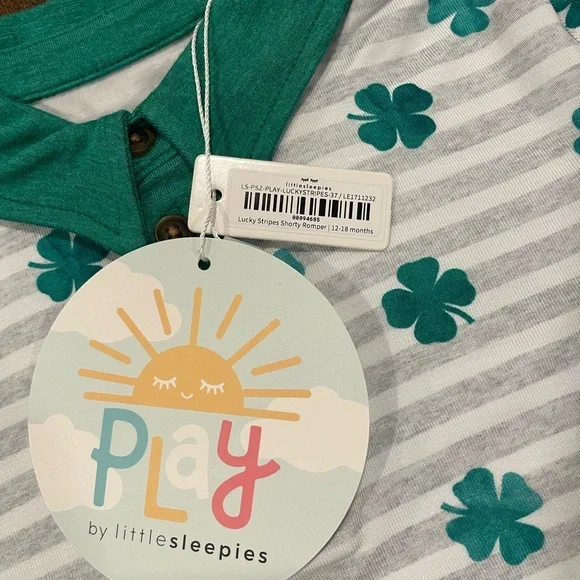 littlesleepies
LS-PSZ-PLAY-LUCKYSTRIPES-37 / LE1711232
00094685
Lucky Stripes Shorty Romper | 12-18 months
PLay
by littlesleepies